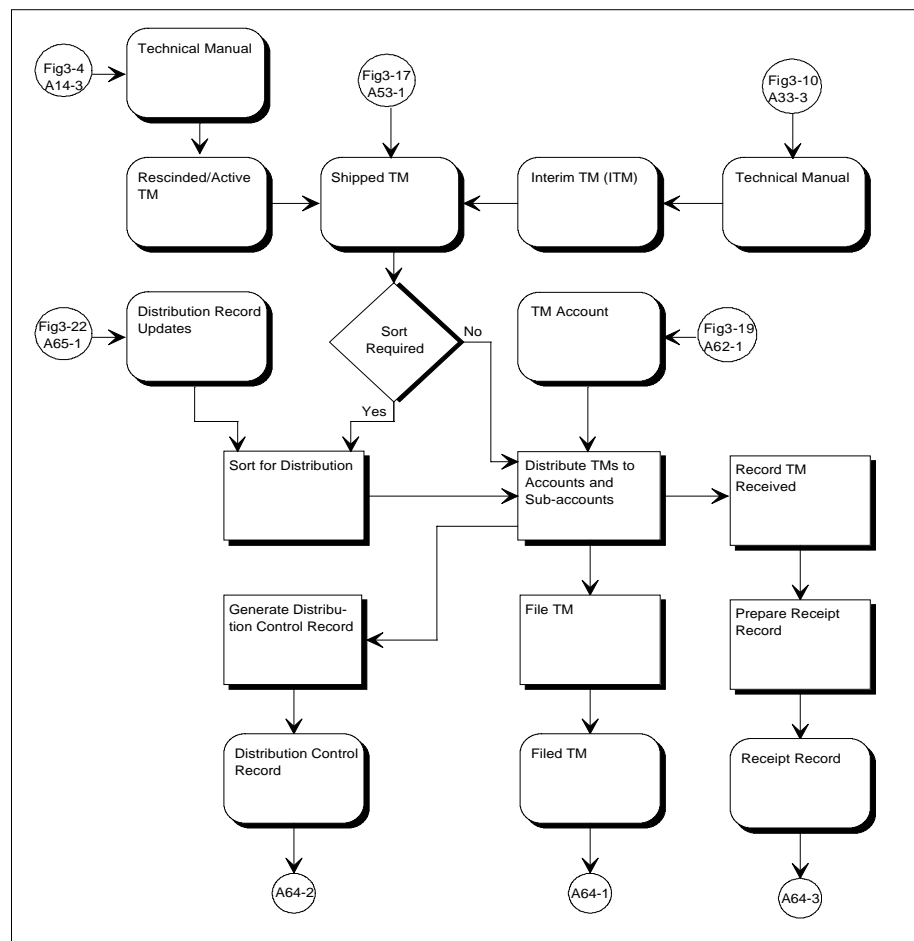 Fig3-4
A14-3
Technical Manual
Fig3-17
A53-1
Fig3-10
A33-3
Rescinded/Active
TM
Shipped TM
Interim TM (ITM)
Technical Manual
Fig3-22
A65-1
Distribution Record
Updates
Sort
Required
No
Yes
TM Account
Fig3-19
A62-1
Sort for Distribution
Distribute TMs to
Accounts and
Sub-accounts
Record TM
Received
Generate Distribu-
tion Control Record
File TM
Prepare Receipt
Record
Distribution Control
Record
Filed TM
Receipt Record
A64-2
A64-1
A64-3